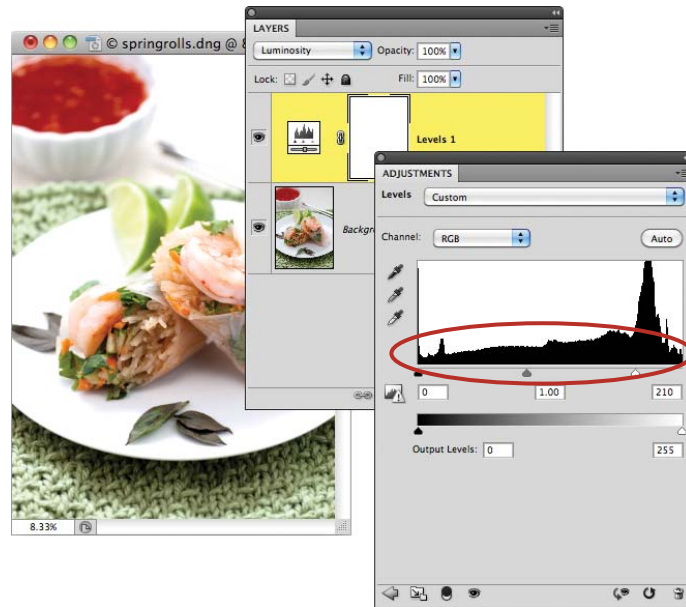 © springrolls.dng @ 8
8.33%
LAYERS
Luminosity Opacity: 100%
Lock: Fill: 100%
Levels 1
Backgr
ADJUSTMENTS
Levels Custom
Channel: RGB Auto
0 1.00 210
Output Levels: 0 255